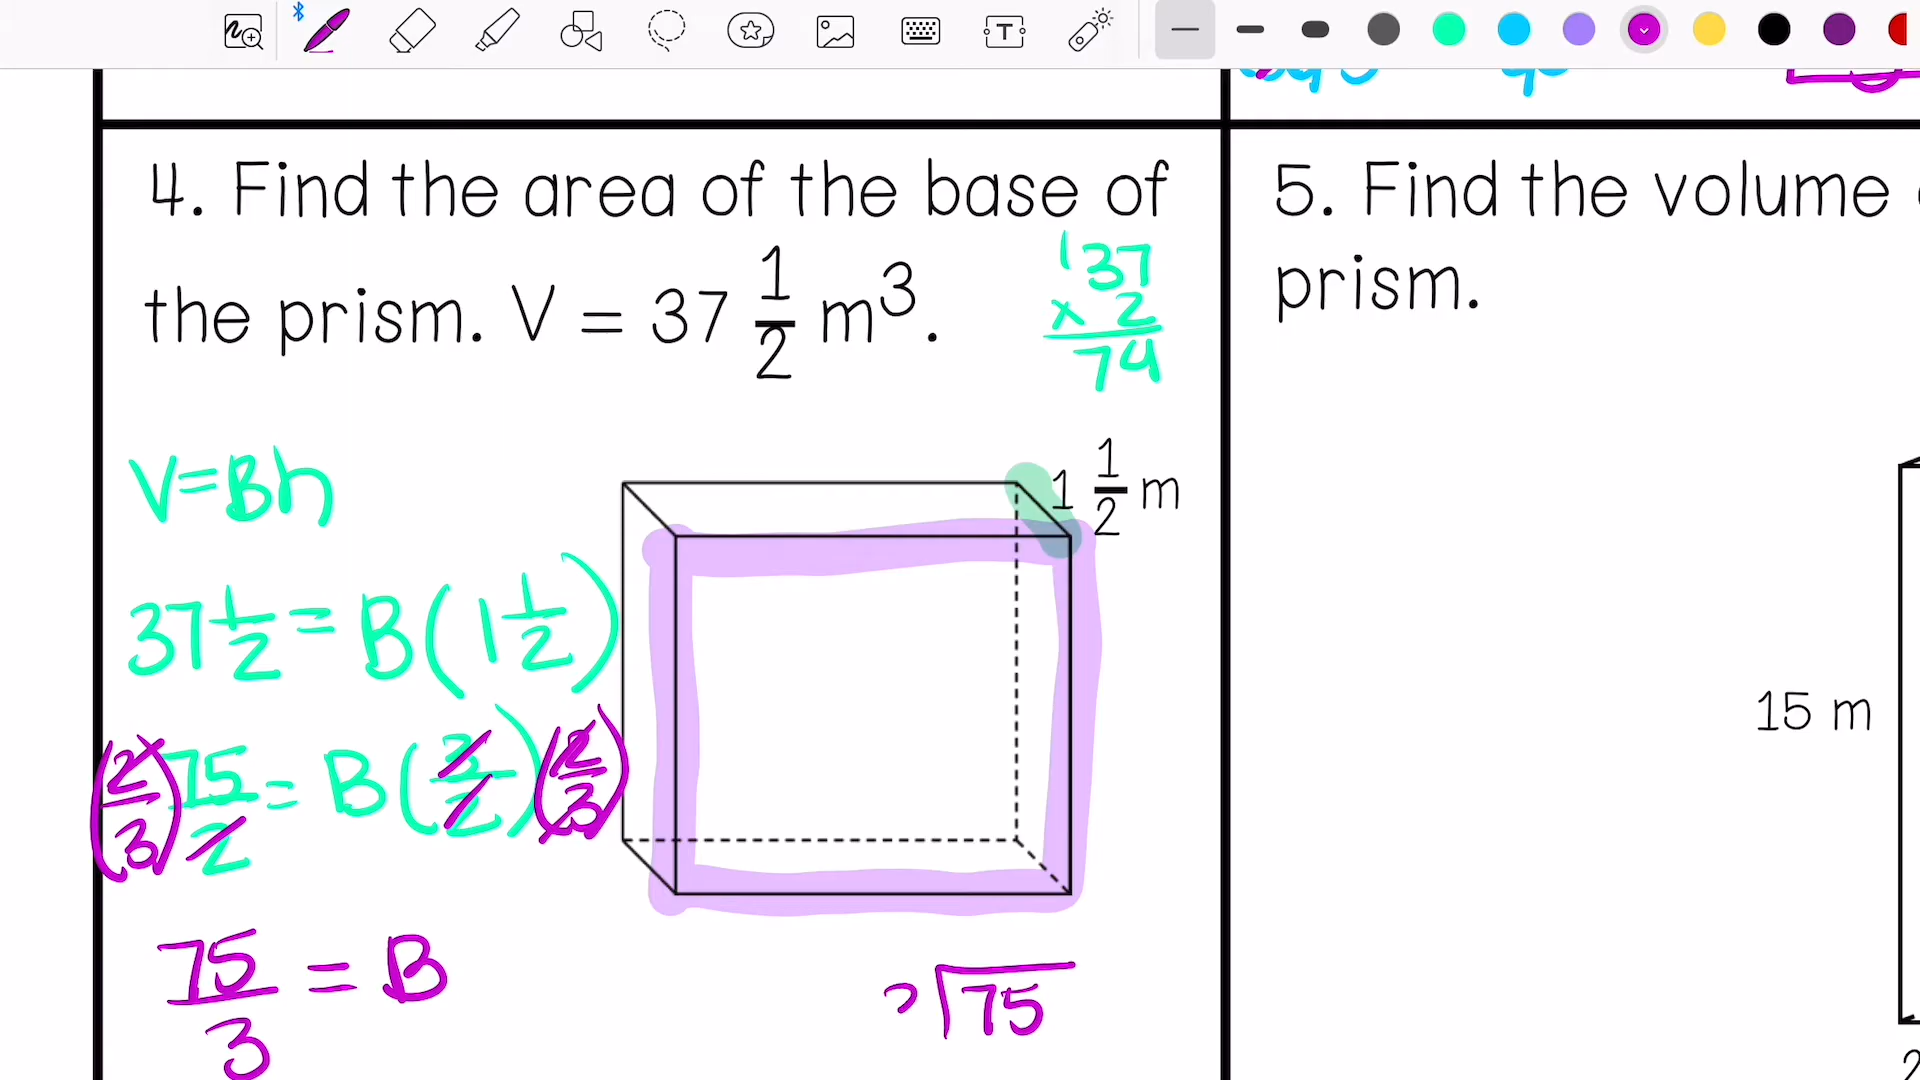 4. Find the area of the base of
the prism. V = 37 1/2 m³.
1 37
x 2
74
V=Bh
1 1/2 m
37 1/2 = B(1 1/2)
(2/3) 75/2 = B(3/2)(2/3)
75/3 = B
75
5. Find the volume
prism.
15 m
2